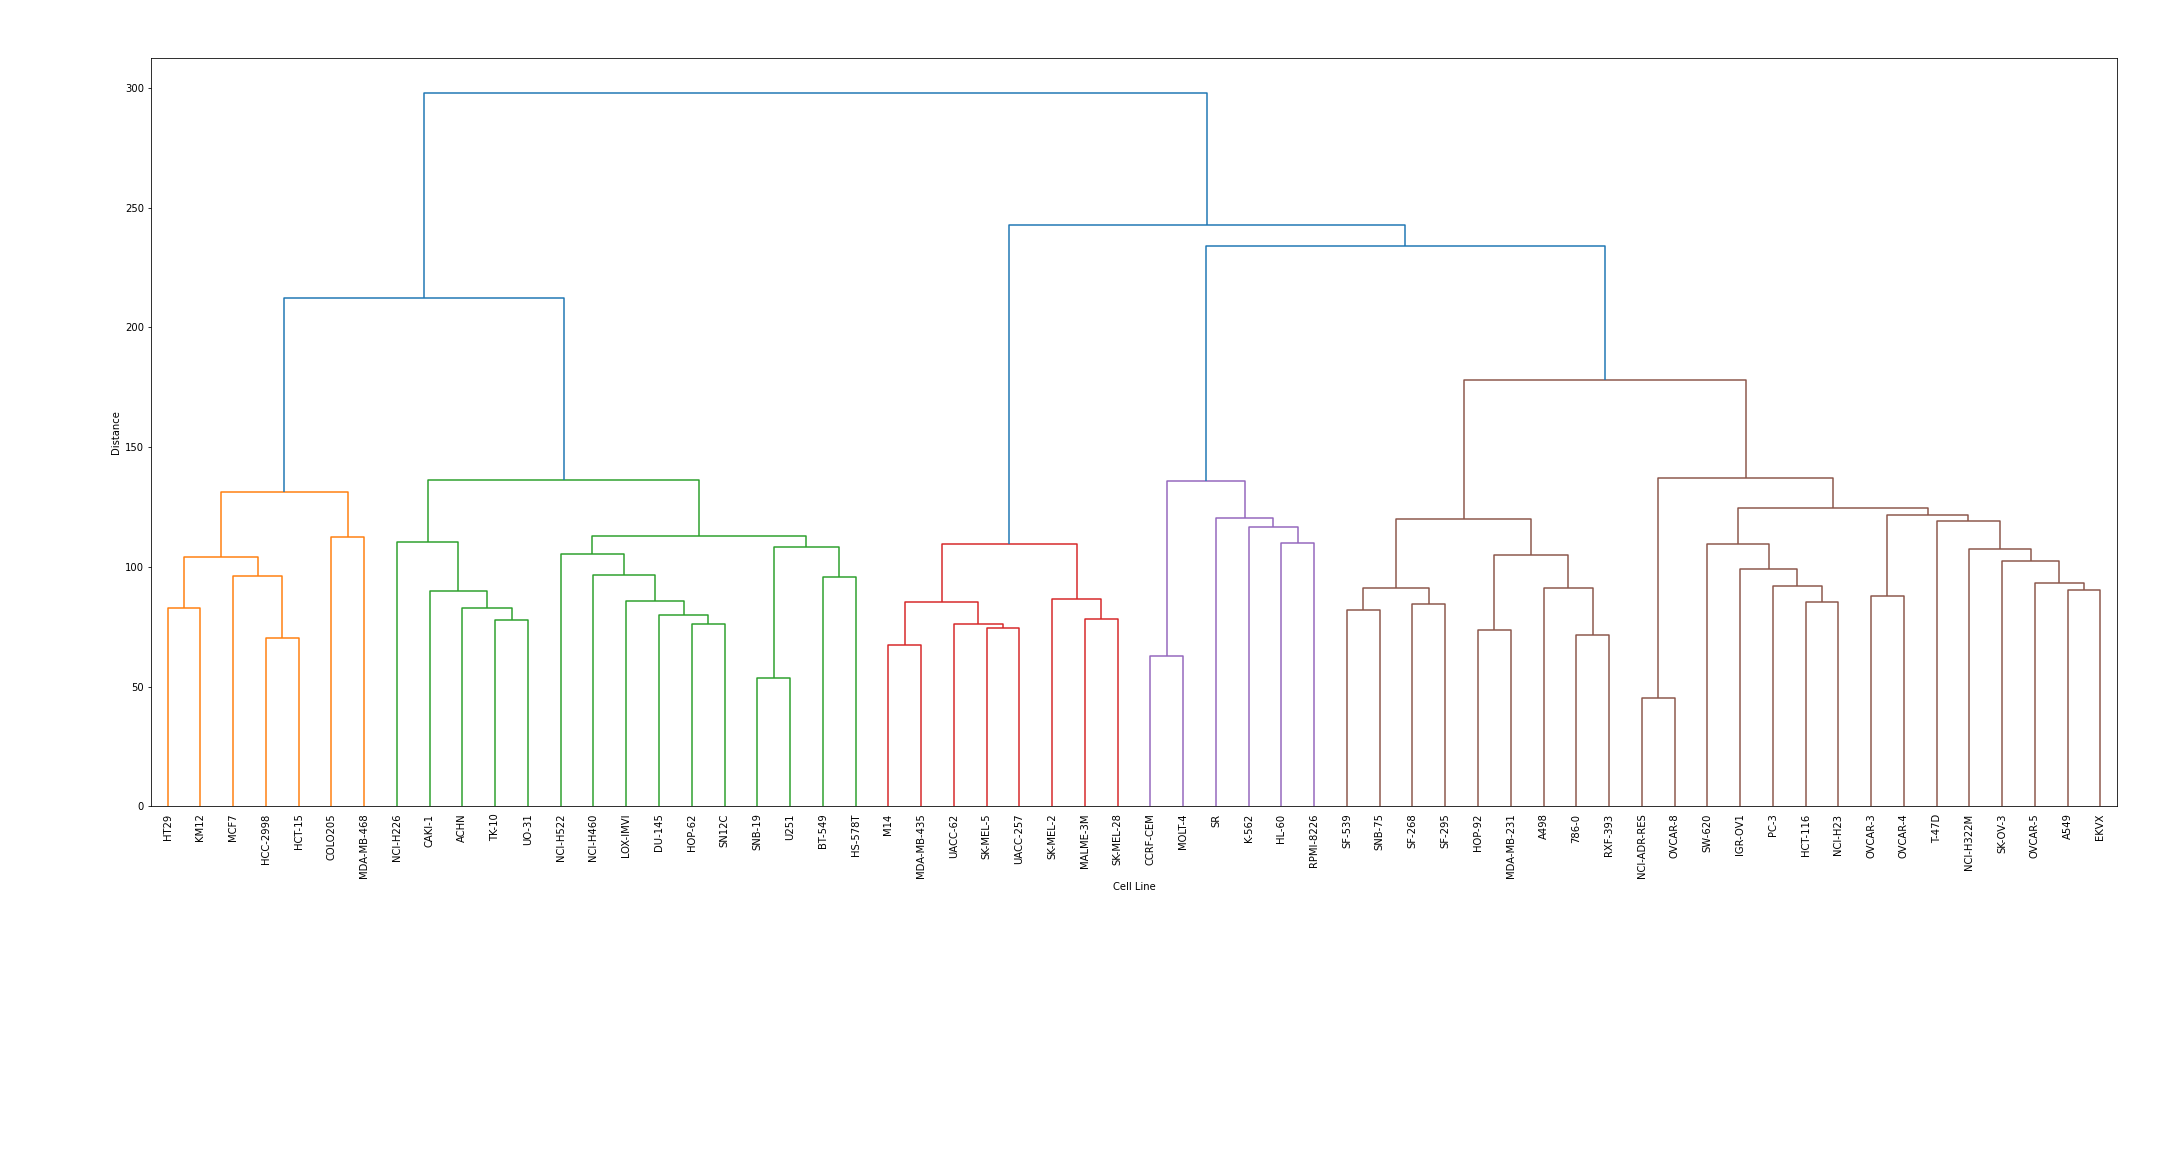 300
250
200
150
100
50
0
Distance
HT29
KM12
MCF7
HCC-2998
HCT-15
COLO205
MDA-MB-468
NCI-H226
CAKI-1
ACHN
TK-10
UO-31
NCI-H522
NCI-H460
LOX-IMVI
DU-145
HOP-62
SN12C
SNB-19
U251
BT-549
HS-578T
M14
MDA-MB-435
UACC-62
SK-MEL-5
UACC-257
SK-MEL-2
MALME-3M
SK-MEL-28
CCRF-CEM
MOLT-4
SR
K-562
HL-60
RPMI-8226
SF-539
SNB-75
SF-268
SF-295
HOP-92
MDA-MB-231
A498
786-0
RXF-393
NCI-ADR-RES
OVCAR-8
SW-620
IGR-OV1
PC-3
HCT-116
NCI-H23
OVCAR-3
OVCAR-4
T-47D
NCI-H322M
SK-OV-3
OVCAR-5
A549
EKVX
Cell Line